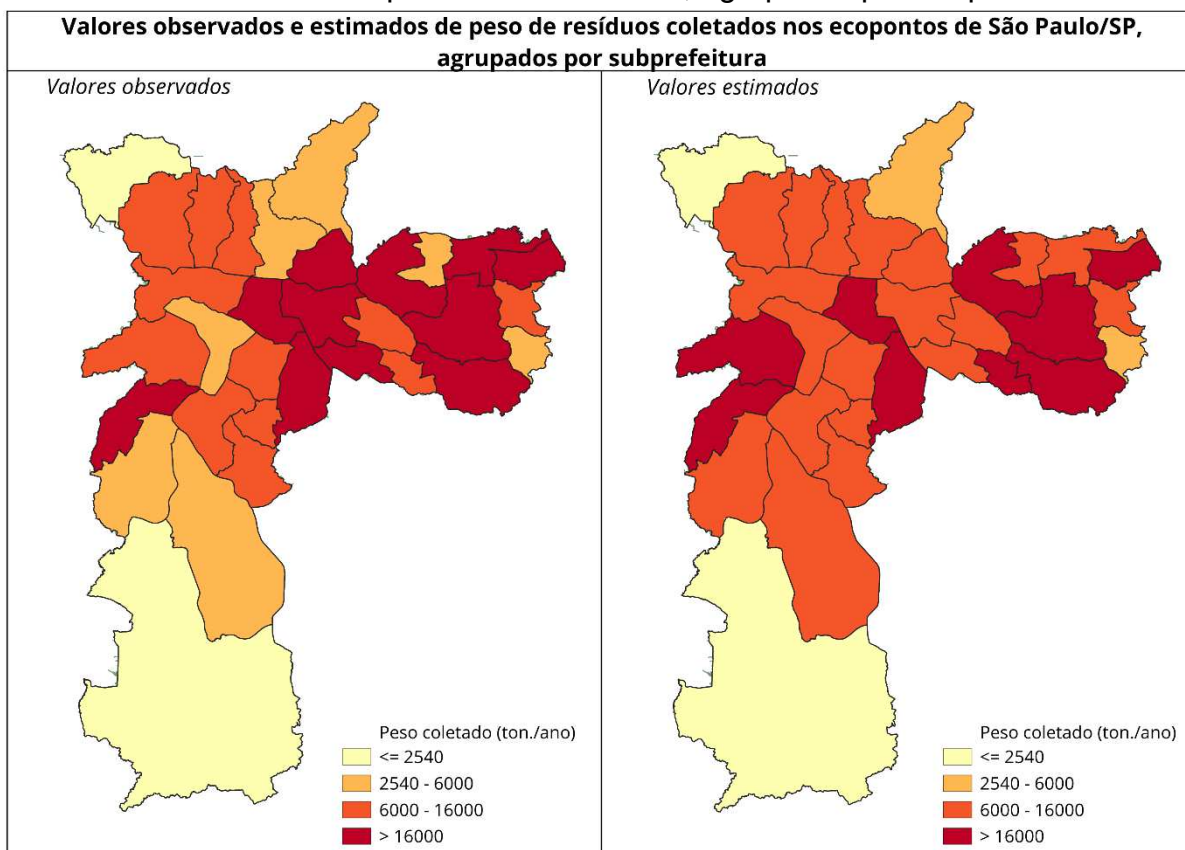 Valores observados e estimados de peso de resíduos coletados nos ecopontos de São Paulo/SP,
agrupados por subprefeitura
Valores observados
Valores estimados
Peso coletado (ton./ano)
<= 2540
2540 - 6000
6000 - 16000
> 16000
Peso coletado (ton./ano)
<= 2540
2540 - 6000
6000 - 16000
> 16000